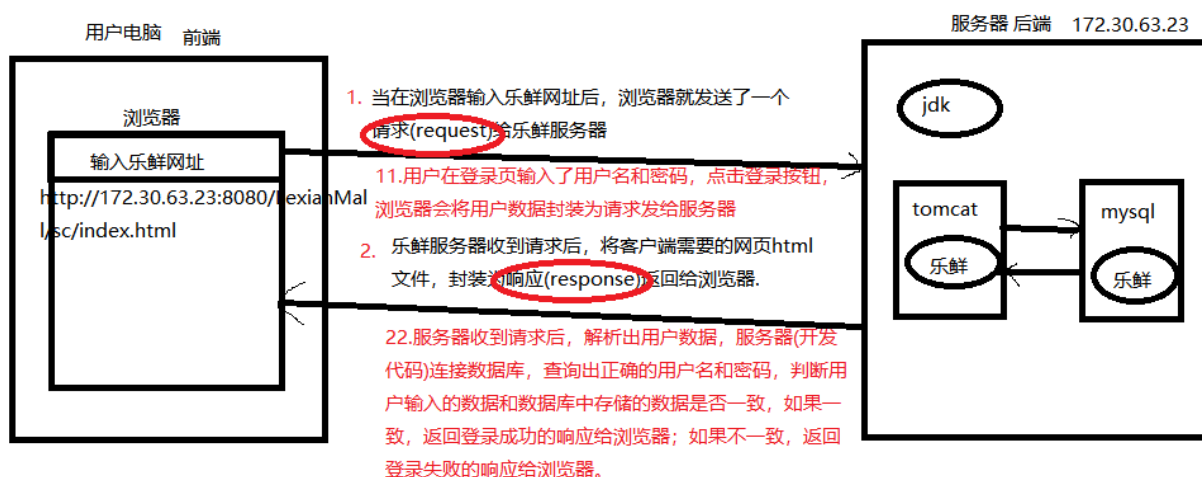 用户电脑 前端
服务器 后端 172.30.63.23
浏览器
输入乐鲜网址
http://172.30.63.23:8080/LexianMal
l/sc/index.html
1. 当在浏览器输入乐鲜网址后，浏览器就发送了一个
请求(request)给乐鲜服务器
11.用户在登录页输入了用户名和密码，点击登录按钮，
浏览器会将用户数据封装为请求发给服务器
2. 乐鲜服务器收到请求后，将客户端需要的网页html
文件，封装为响应(response)返回给浏览器.
22.服务器收到请求后，解析出用户数据，服务器(开发
代码)连接数据库，查询出正确的用户名和密码，判断用
户输入的数据和数据库中存储的数据是否一致，如果一
致，返回登录成功的响应给浏览器；如果不一致，返回
登录失败的响应给浏览器。
jdk
tomcat
乐鲜
mysql
乐鲜